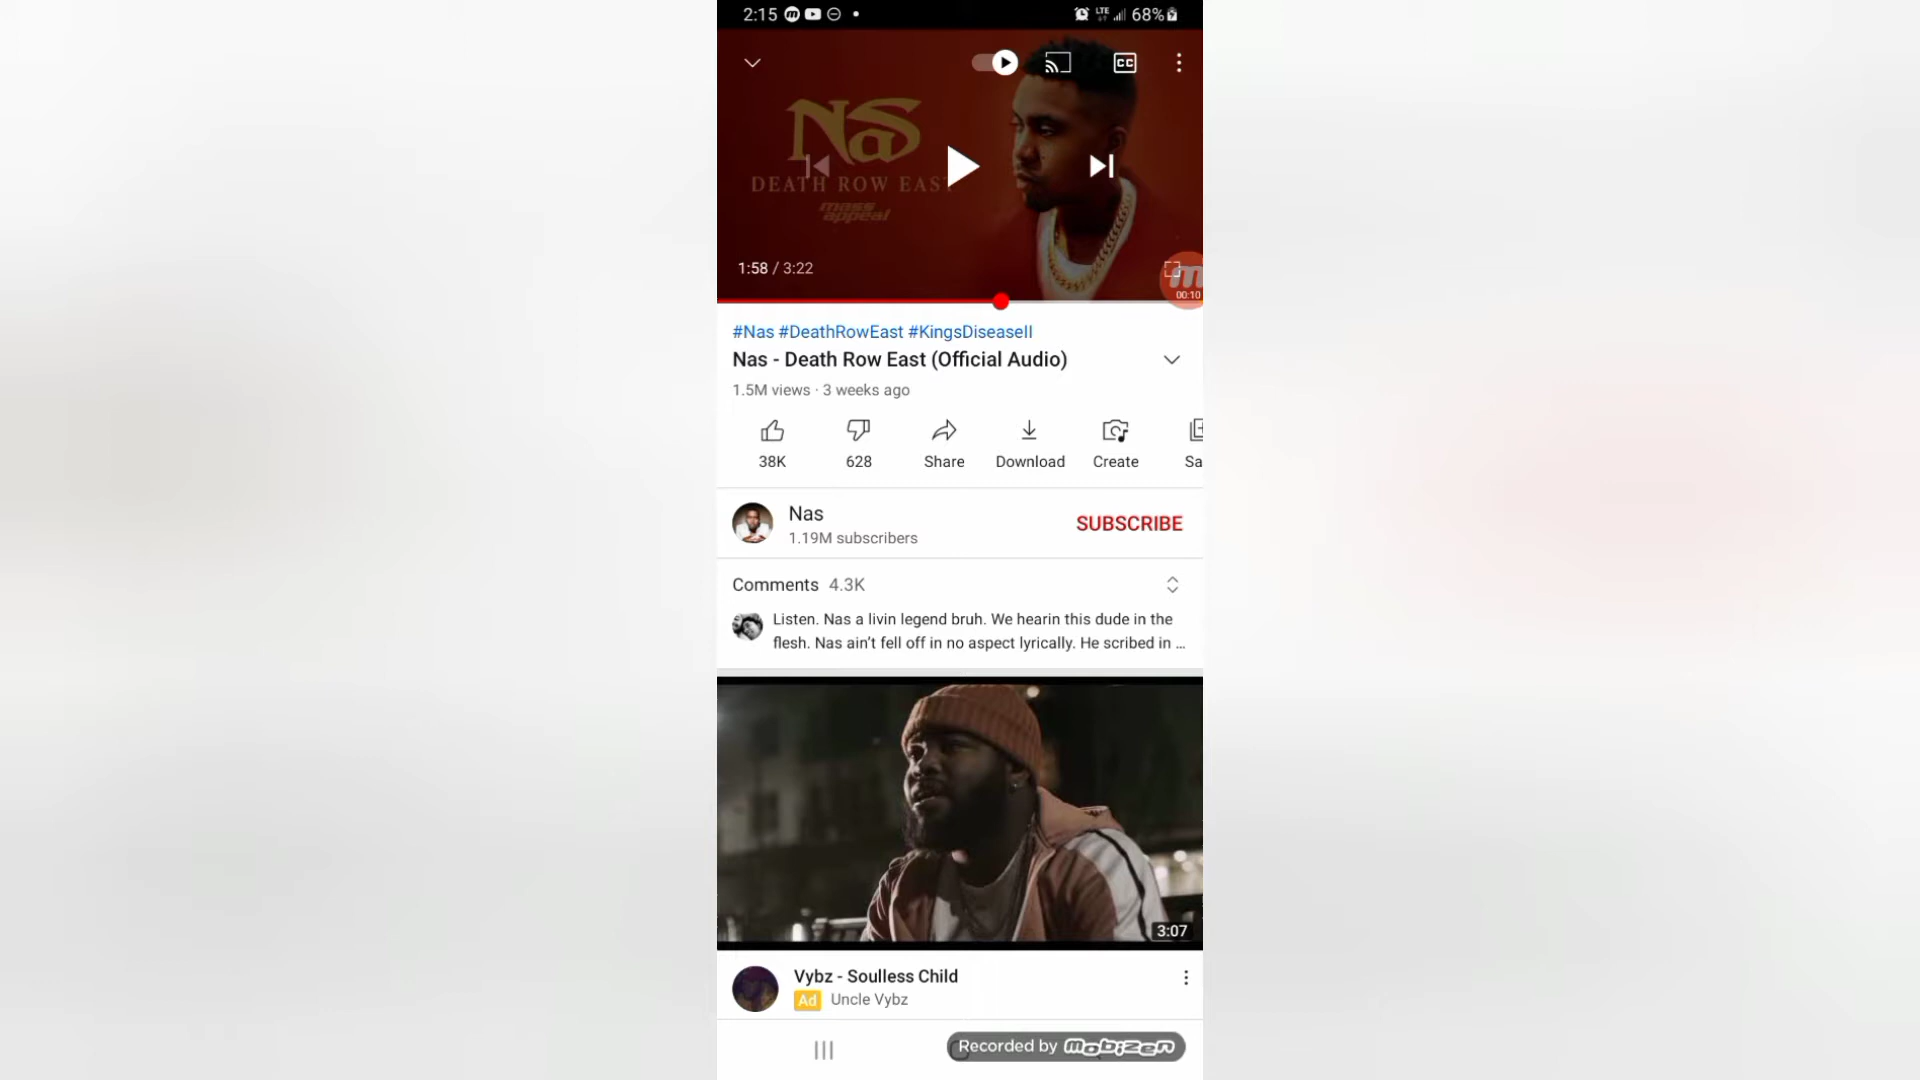 2:15
LTE 68%
CC
Nas
DEATH ROW EAST
mass
appeal
1:58 / 3:22
00:10
#Nas #DeathRowEast #KingsDiseaseII
Nas - Death Row East (Official Audio)
1.5M views · 3 weeks ago
38K 628 Share Download Create Sa
Nas
1.19M subscribers
SUBSCRIBE
Comments 4.3K
Listen. Nas a livin legend bruh. We hearin this dude in the
flesh. Nas ain't fell off in no aspect lyrically. He scribed in ...
3:07
Vybz - Soulless Child
Ad Uncle Vybz
Recorded by mobizen